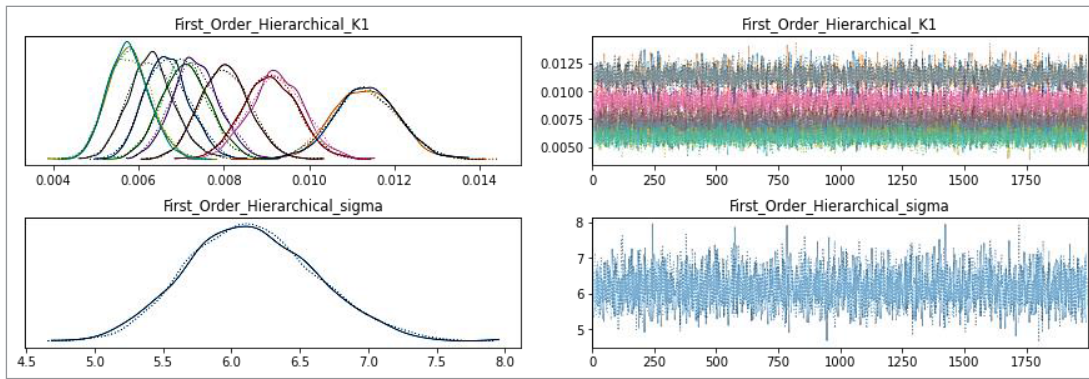 First_Order_Hierarchical_K1
0.004 0.006 0.008 0.010 0.012 0.014
First_Order_Hierarchical_K1
0.0125
0.0100
0.0075
0.0050
0 250 500 750 1000 1250 1500 1750
First_Order_Hierarchical_sigma
4.5 5.0 5.5 6.0 6.5 7.0 7.5 8.0
First_Order_Hierarchical_sigma
8
7
6
5
0 250 500 750 1000 1250 1500 1750